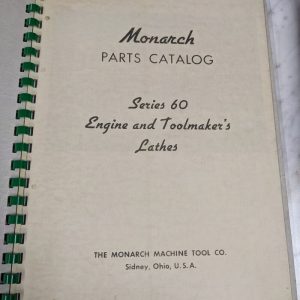 Monarch
PARTS CATALOG
Series 60
Engine and Toolmaker's
Lathes
THE MONARCH MACHINE TOOL CO.
Sidney, Ohio, U.S.A.